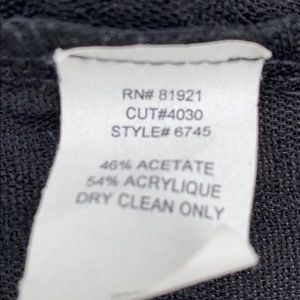 RN# 81921
CUT#4030
STYLE# 6745
46% ACETATE
54% ACRYLIQUE
DRY CLEAN ONLY